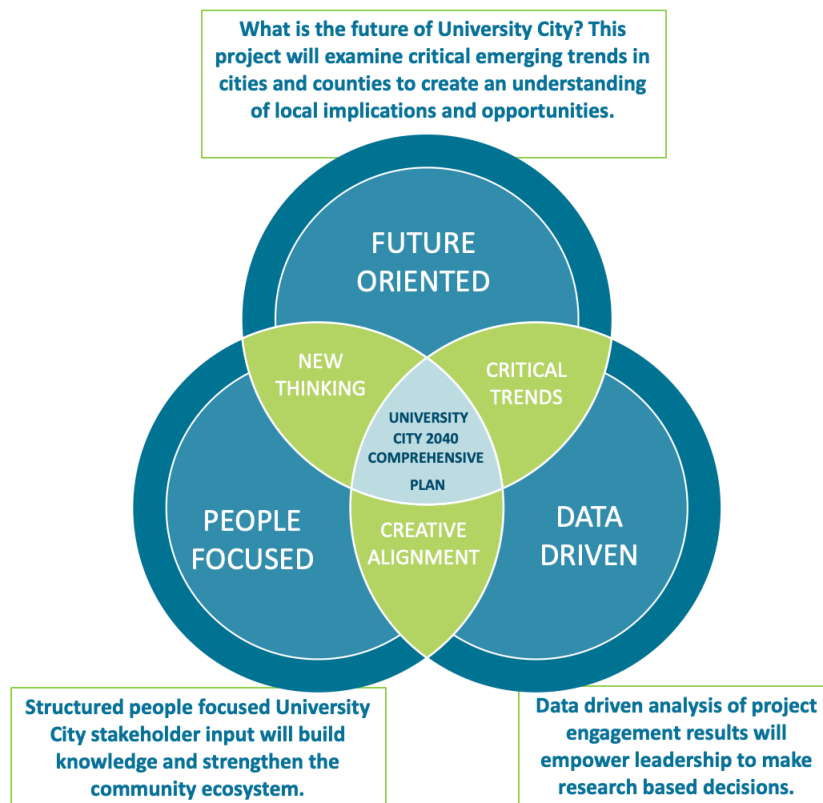 What is the future of University City? This
project will examine critical emerging trends in
cities and counties to create an understanding
of local implications and opportunities.
FUTURE
ORIENTED
NEW
THINKING
CRITICAL
TRENDS
UNIVERSITY
CITY 2040
COMPREHENSIVE
PLAN
PEOPLE
FOCUSED
CREATIVE
ALIGNMENT
DATA
DRIVEN
Structured people focused University
City stakeholder input will build
knowledge and strengthen the
community ecosystem.
Data driven analysis of project
engagement results will
empower leadership to make
research based decisions.